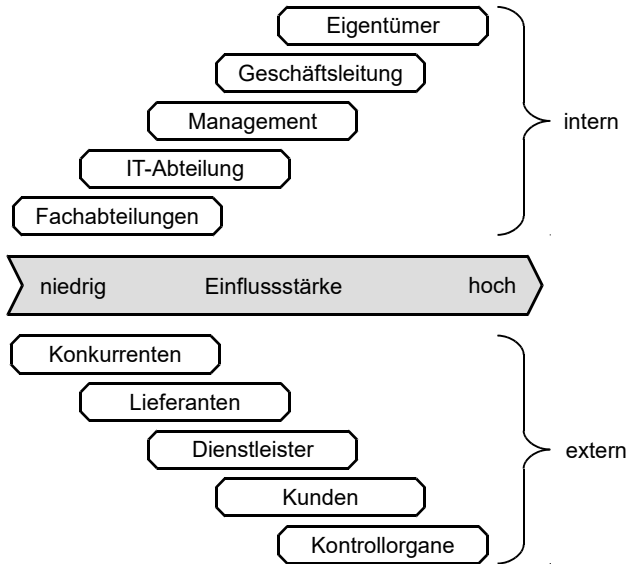 Eigentümer
Geschäftsleitung
Management
intern
IT-Abteilung
Fachabteilungen
niedrig Einflussstärke hoch
Konkurrenten
Lieferanten
Dienstleister
extern
Kunden
Kontrollorgane